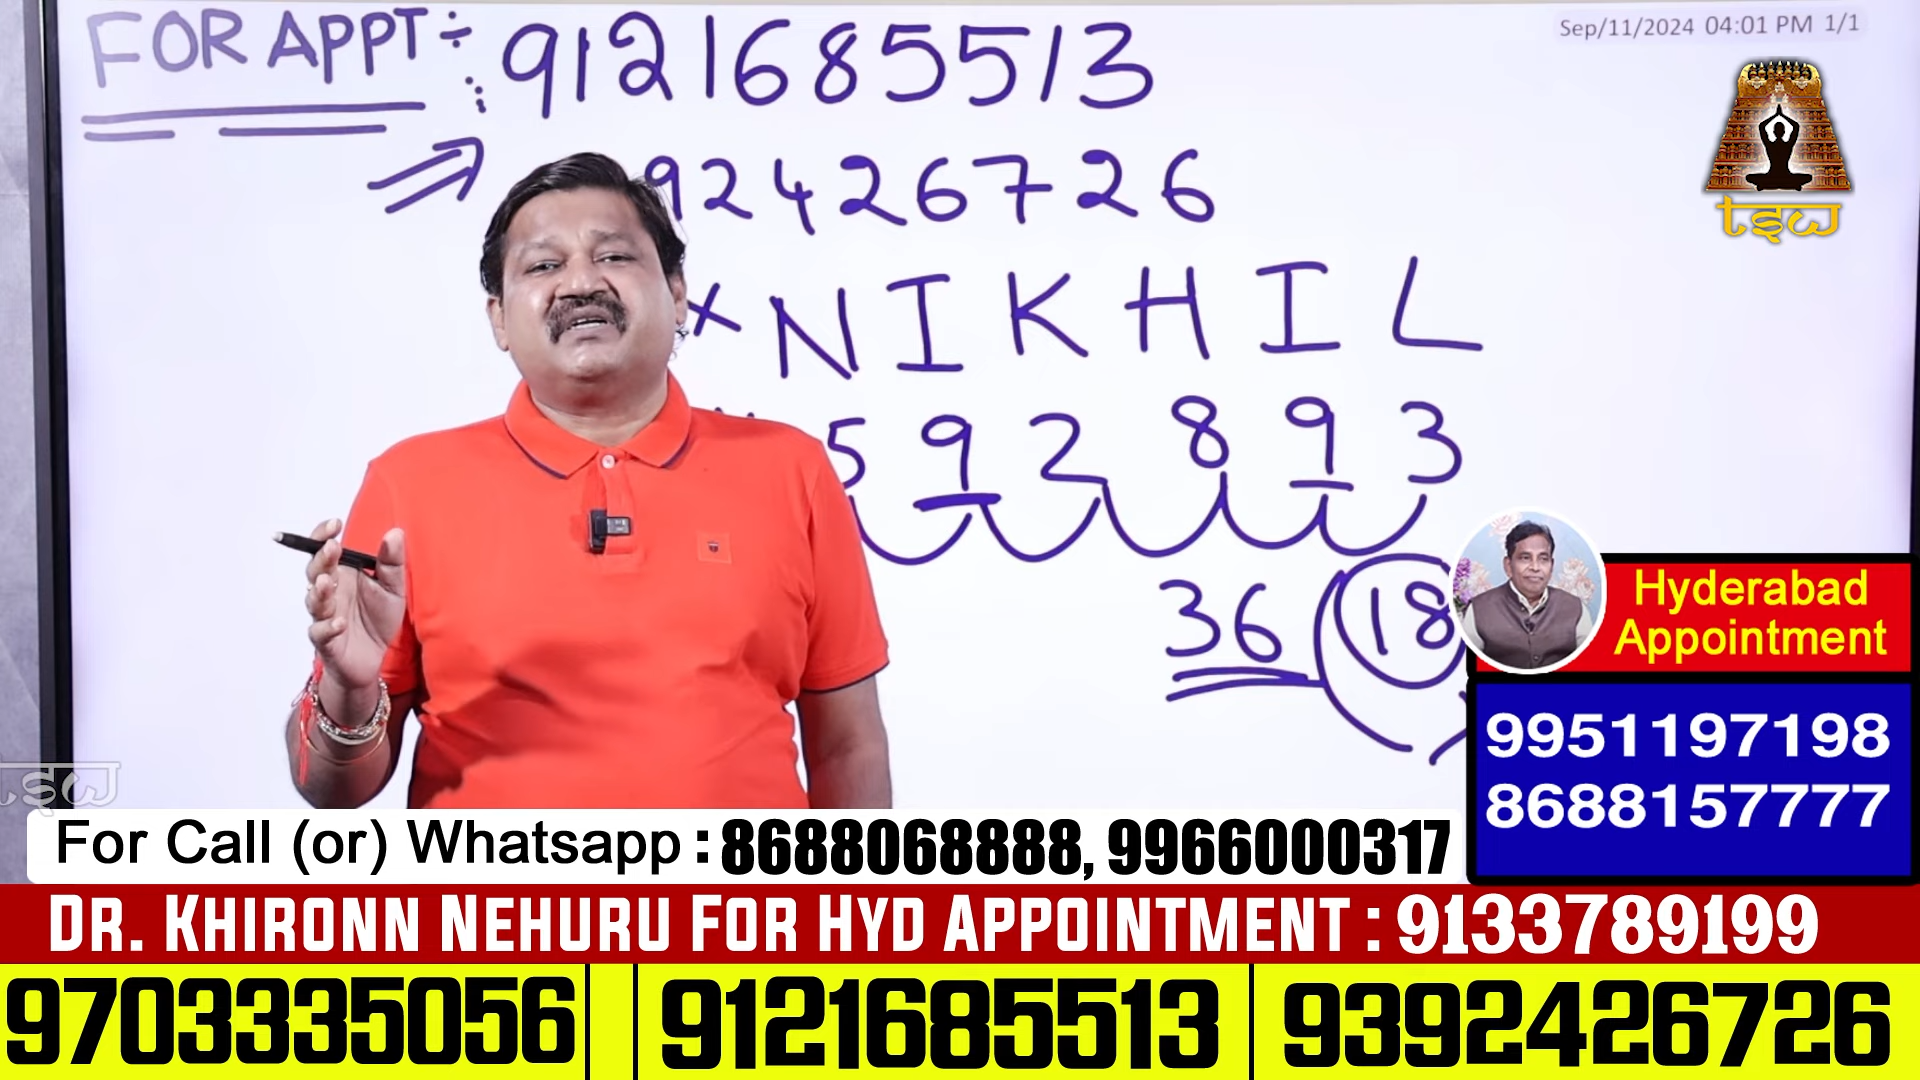 FOR APPT ÷ 9121685513
Sep/11/2024 04:01 PM 1/1
92426726
NIKHIL
5 9 2 8 9 3
36 (18
TSW
Hyderabad
Appointment
9951197198
8688157777
TSW
For Call (or) Whatsapp : 8688068888, 9966000317
DR. KHIRONN NEHURU FOR HYD APPOINTMENT : 9133789199
9703335056 9121685513 9392426726